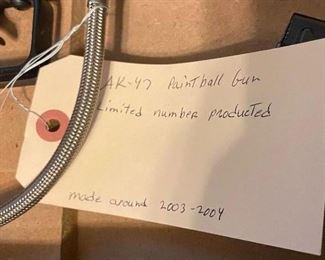 AK-47 Paintball Gun
Limited number producted
made around 2003-2004